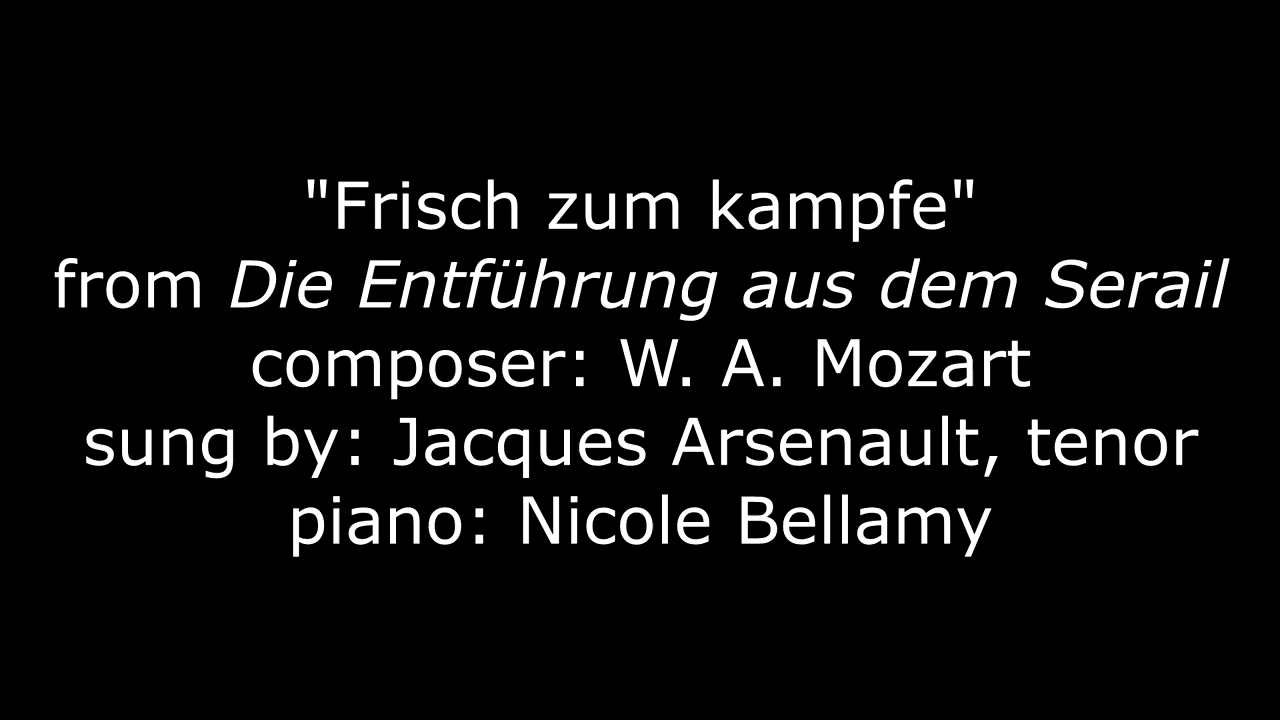 "Frisch zum kampfe"
from Die Entführung aus dem Serail
composer: W. A. Mozart
sung by: Jacques Arsenault, tenor
piano: Nicole Bellamy